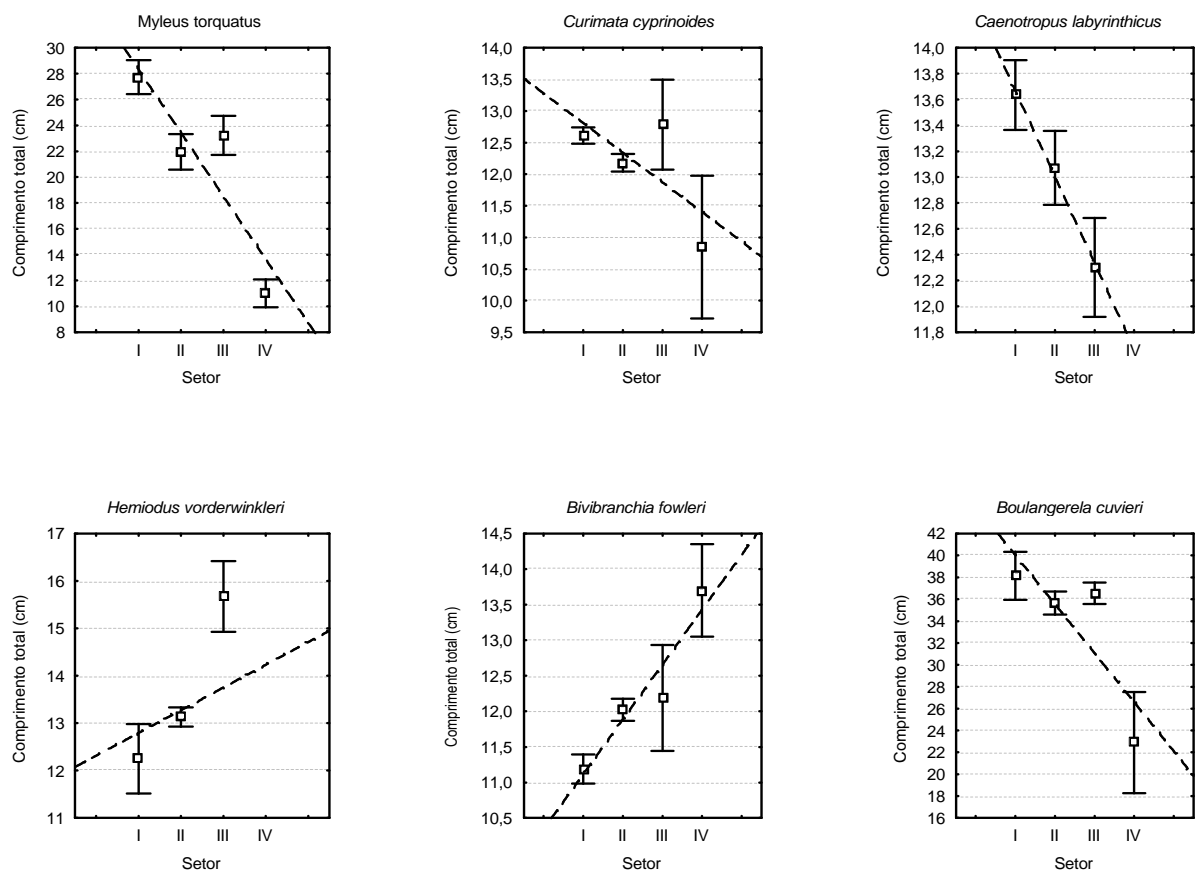 Myleus torquatus
30
28
26
24
22
20
18
16
14
12
10
8
Comprimento total (cm)
I II III IV
Setor
Curimata cyprinoides
14,0
13,5
13,0
12,5
12,0
11,5
11,0
10,5
10,0
9,5
Comprimento total (cm)
I II III IV
Setor
Caenotropus labyrinthicus
14,0
13,8
13,6
13,4
13,2
13,0
12,8
12,6
12,4
12,2
12,0
11,8
Comprimento total (cm)
I II III IV
Setor
Hemiodus vorderwinkleri
17
16
15
14
13
12
11
Comprimento total (cm)
I II III IV
Setor
Bivibranchia fowleri
14,5
14,0
13,5
13,0
12,5
12,0
11,5
11,0
10,5
Comprimento total (cm)
I II III IV
Setor
Boulangerela cuvieri
42
40
38
36
34
32
30
28
26
24
22
20
18
16
Comprimento total (cm)
I II III IV
Setor